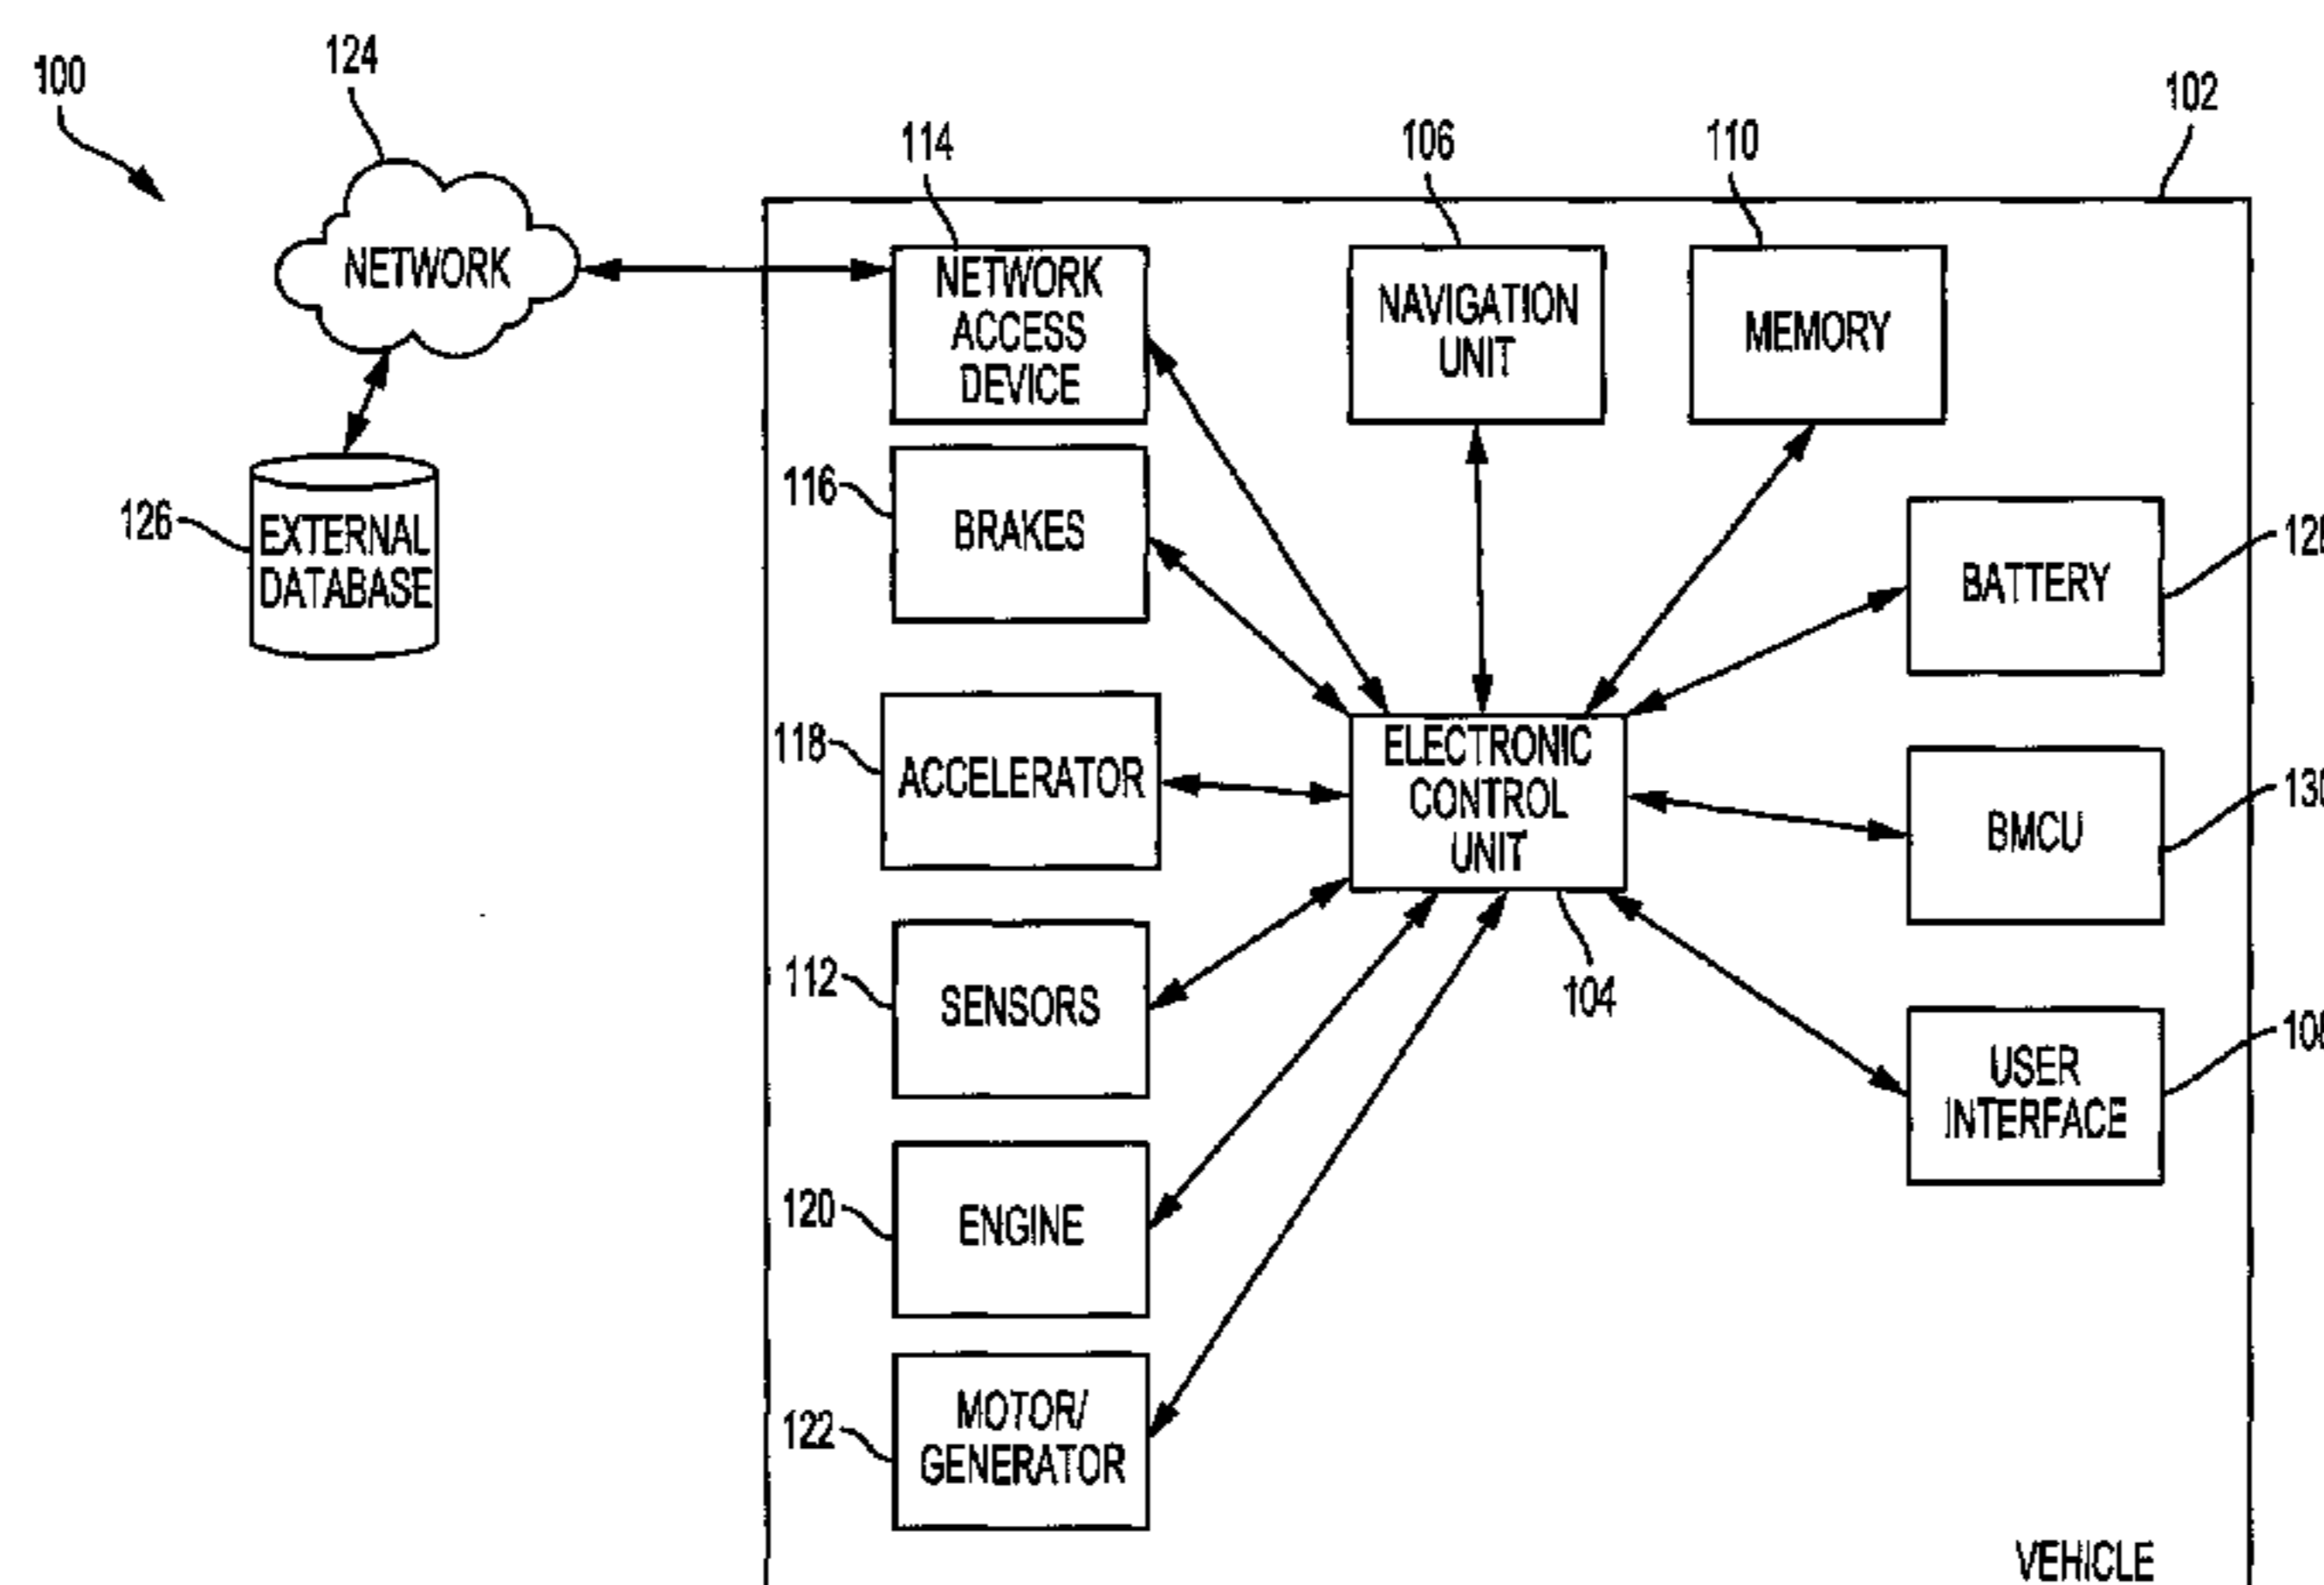 100
124
114
106
110
102
NETWORK
NETWORK
ACCESS
DEVICE
NAVIGATION
UNIT
MEMORY
116
BRAKES
126
EXTERNAL
DATABASE
BATTERY
118
ACCELERATOR
ELECTRONIC
CONTROL
UNIT
BMCU
130
112
SENSORS
104
USER
INTERFACE
120
ENGINE
122
MOTOR/
GENERATOR
VEHICLE